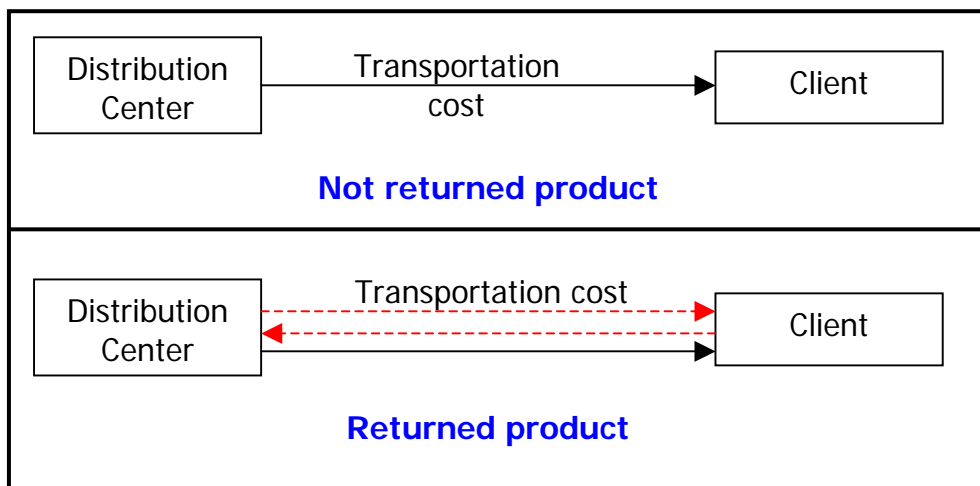 Distribution
Center
Transportation
cost
Client
Not returned product
Distribution
Center
Transportation cost
Client
Returned product